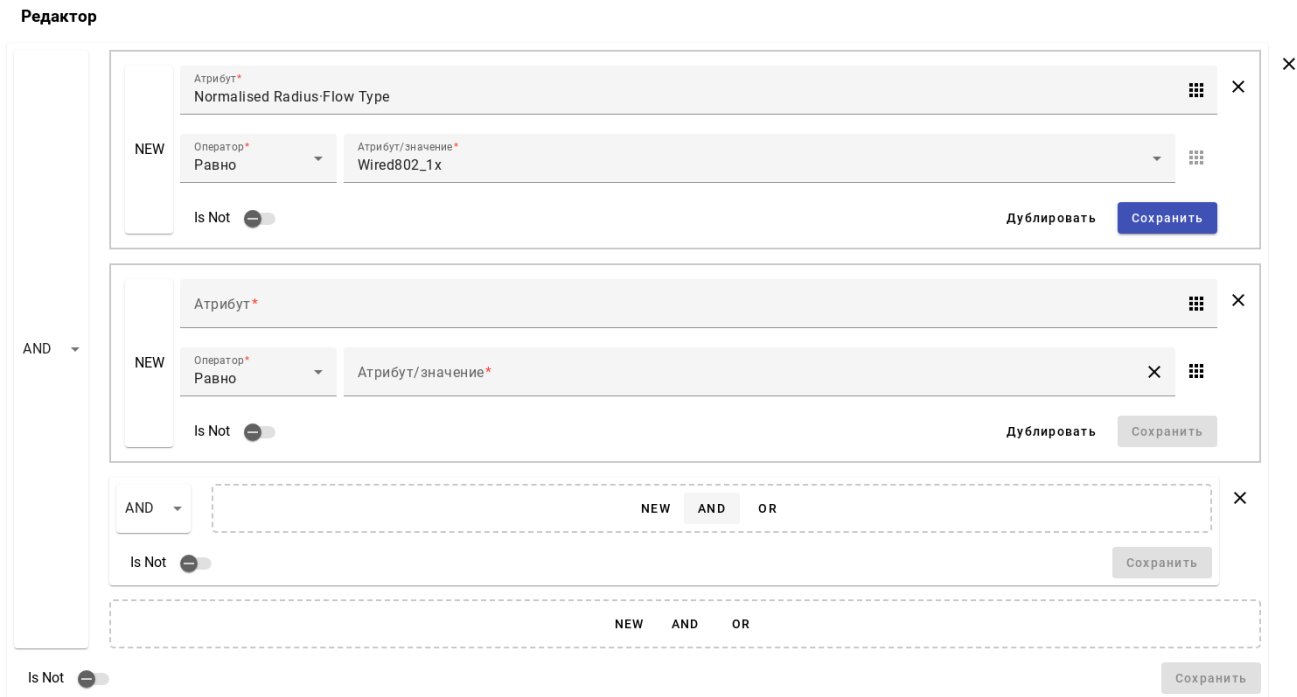 Редактор
Атрибут*
Normalised Radius·Flow Type
NEW
Оператор*
Равно
Атрибут/значение*
Wired802_1x
Is Not
Дублировать
Сохранить
Атрибут*
NEW
Оператор*
Равно
Атрибут/значение*
Is Not
Дублировать
Сохранить
AND
AND
NEW AND OR
Is Not
Сохранить
NEW AND OR
Is Not
Сохранить